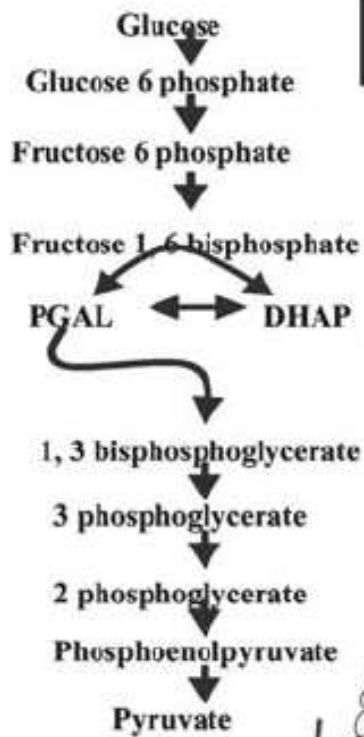 Glucose
Glucose 6 phosphate
Fructose 6 phosphate
Fructose 1, 6 bisphosphate
PGAL DHAP
1, 3 bisphosphoglycerate
3 phosphoglycerate
2 phosphoglycerate
Phosphoenolpyruvate
Pyruvate